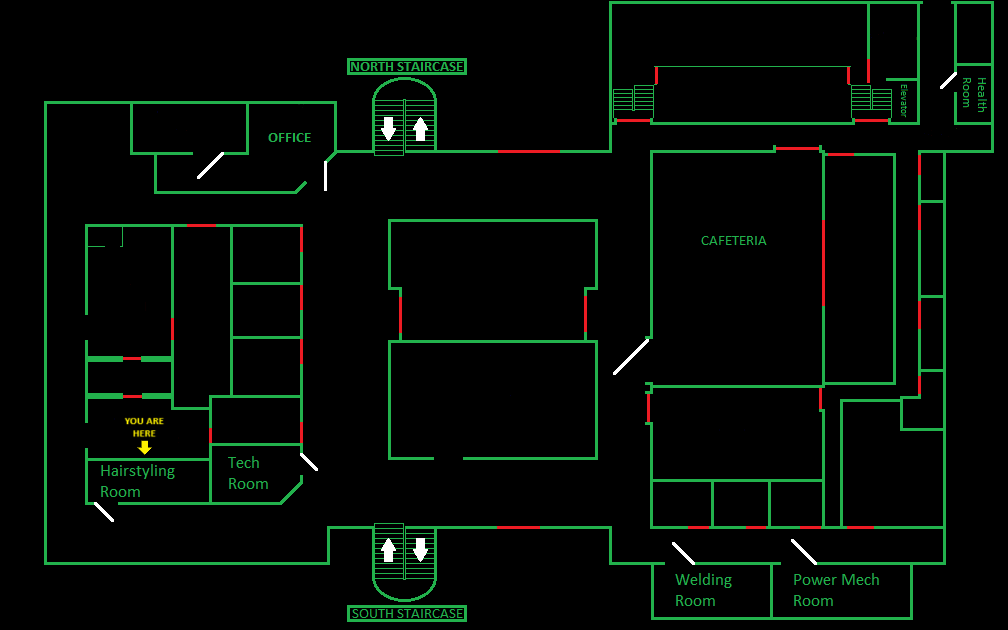 NORTH STAIRCASE
Elevator
Health
Room
OFFICE
CAFETERIA
YOU ARE
HERE
Hairstyling
Room
Tech
Room
Welding
Room
Power Mech
Room
SOUTH STAIRCASE